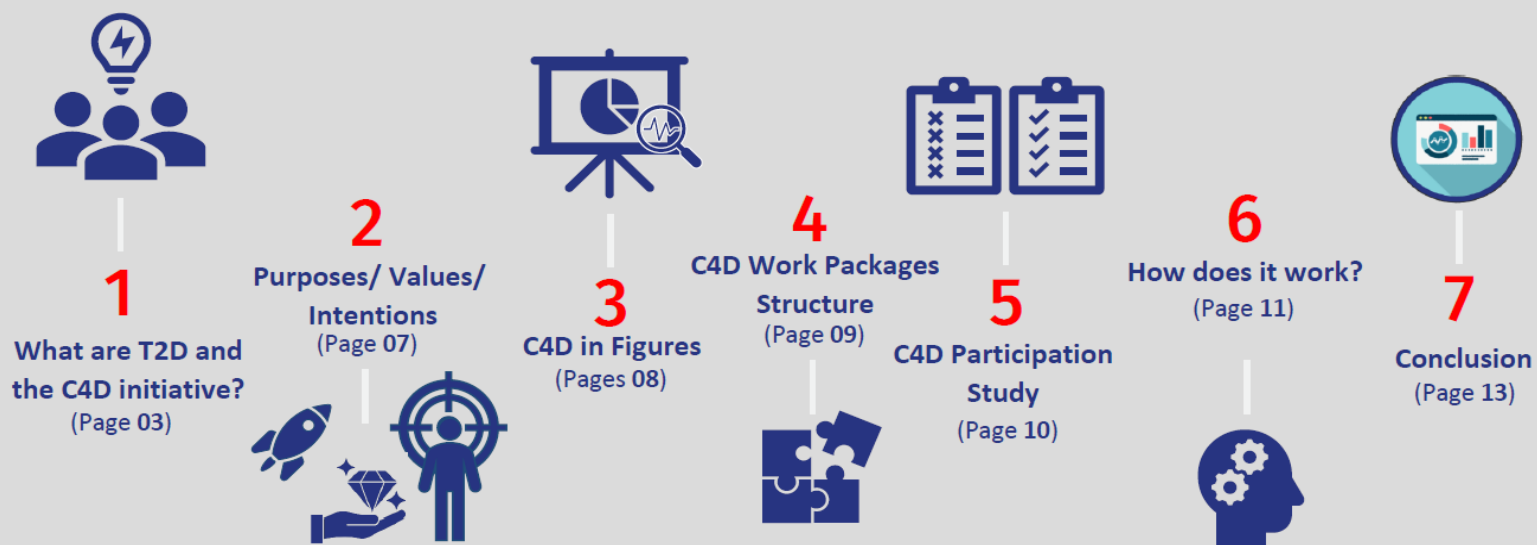 1
What are T2D and
the C4D initiative?
(Page 03)
2
Purposes/ Values/
Intentions
(Page 07)
3
C4D in Figures
(Pages 08)
4
C4D Work Packages
Structure
(Page 09)
5
C4D Participation
Study
(Page 10)
6
How does it work?
(Page 11)
7
Conclusion
(Page 13)